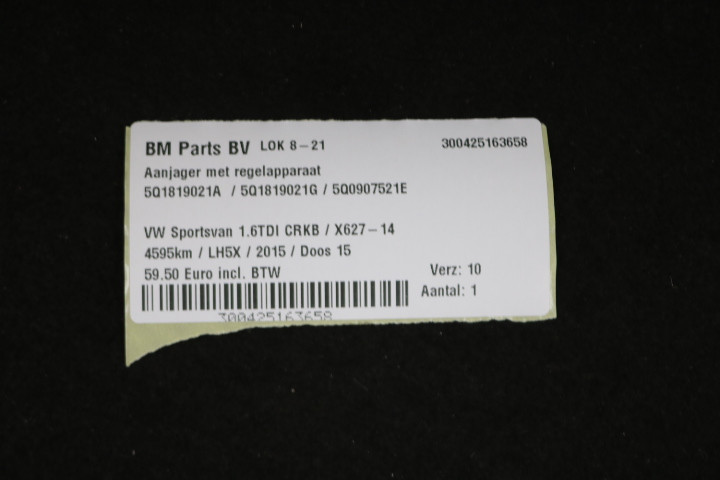 BM Parts BV LOK 8-21 300425163658
Aanjager met regelapparaat
5Q1819021A / 5Q1819021G / 5Q0907521E
VW Sportsvan 1.6TDI CRKB / X627-14
4595km / LH5X / 2015 / Doos 15
59.50 Euro incl. BTW Verz: 10
Aantal: 1
300425163658